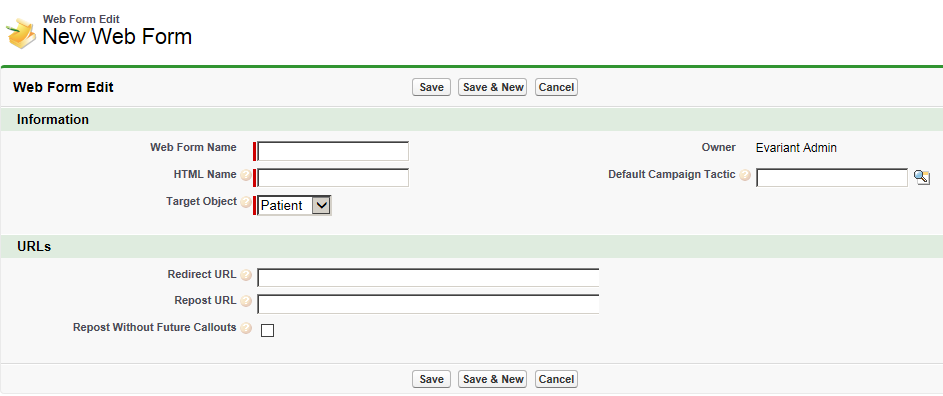 Web Form Edit
New Web Form
Web Form Edit Save Save & New Cancel
Information
Web Form Name Owner Evariant Admin
HTML Name ? Default Campaign Tactic ?
Target Object ? Patient
URLs
Redirect URL ?
Repost URL ?
Repost Without Future Callouts ?
Save Save & New Cancel